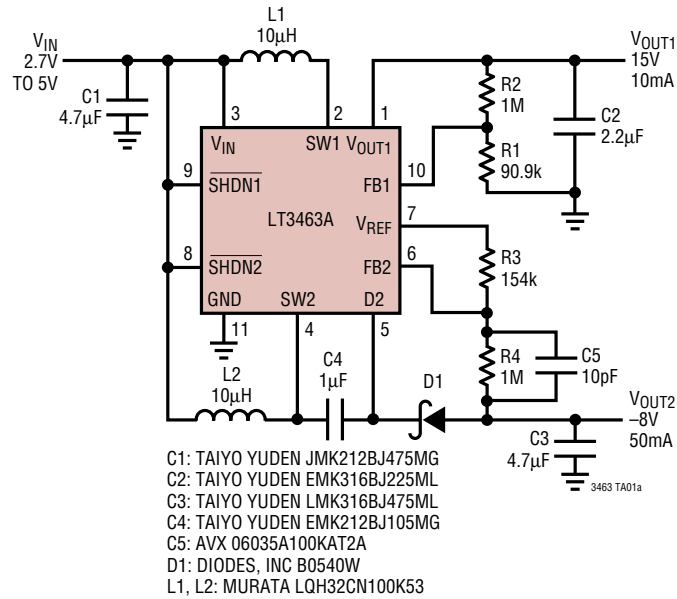 L1
10µH
V_IN
2.7V
TO 5V
C1
4.7µF
V_OUT1
15V
10mA
R2
1M
C2
2.2µF
R1
90.9k
3
2
1
V_IN
SW1
V_OUT1
9
SHDN1
10
FB1
LT3463A
7
V_REF
R3
154k
8
SHDN2
6
FB2
GND
SW2
D2
11
4
5
L2
10µH
C4
1µF
D1
R4
1M
C5
10pF
V_OUT2
–8V
50mA
C3
4.7µF
3463 TA01a
C1: TAIYO YUDEN JMK212BJ475MG
C2: TAIYO YUDEN EMK316BJ225ML
C3: TAIYO YUDEN LMK316BJ475ML
C4: TAIYO YUDEN EMK212BJ105MG
C5: AVX 06035A100KAT2A
D1: DIODES, INC B0540W
L1, L2: MURATA LQH32CN100K53